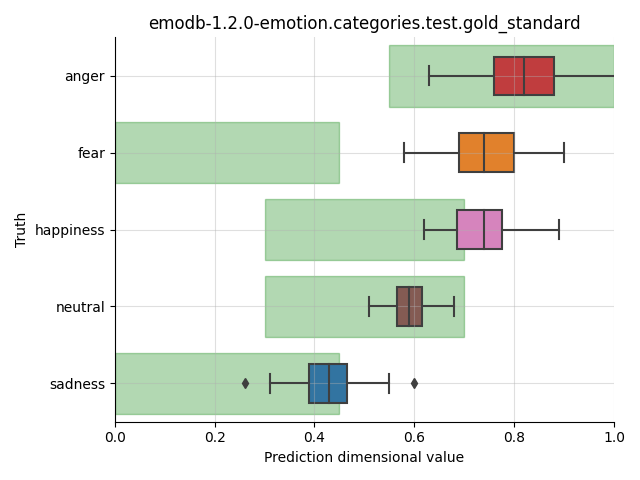 emodb-1.2.0-emotion.categories.test.gold_standard
Truth
anger
fear
happiness
neutral
sadness
0.0 0.2 0.4 0.6 0.8 1.0
Prediction dimensional value